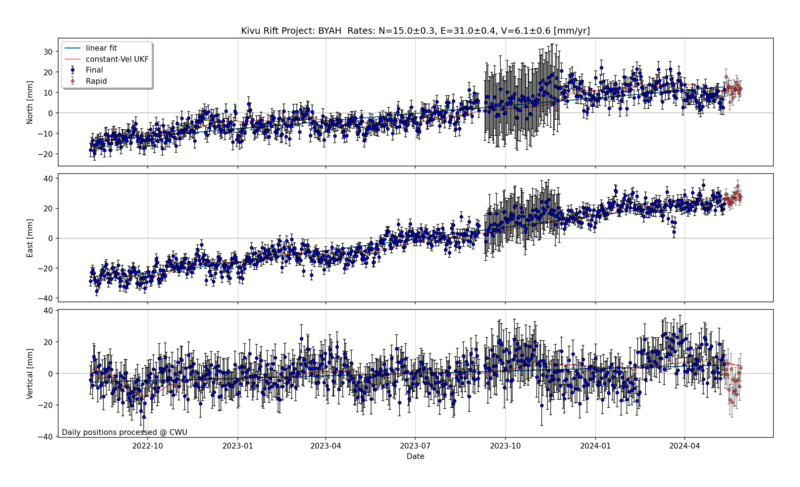 Kivu Rift Project: BYAH Rates: N=15.0±0.3, E=31.0±0.4, V=6.1±0.6 [mm/yr]
linear fit
constant-Vel UKF
Final
Rapid
North [mm]
30
20
10
0
−10
−20
East [mm]
40
20
0
−20
−40
Vertical [mm]
40
20
0
−20
−40
Daily positions processed @ CWU
2022-10
2023-01
2023-04
2023-07
2023-10
2024-01
2024-04
Date